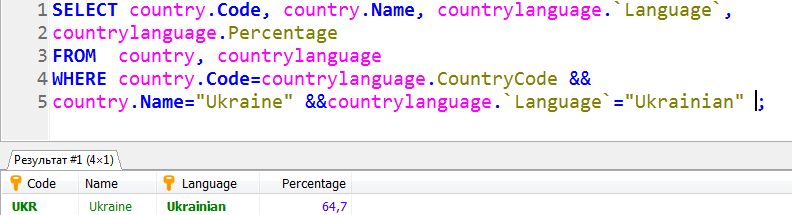 1 SELECT country.Code, country.Name, countrylanguage.`Language`,
2 countrylanguage.Percentage
3 FROM  country, countrylanguage
4 WHERE country.Code=countrylanguage.CountryCode &&
5 country.Name="Ukraine" &&countrylanguage.`Language`="Ukrainian" ;
Результат #1 (4×1)
Code Name Language Percentage
UKR Ukraine Ukrainian 64,7